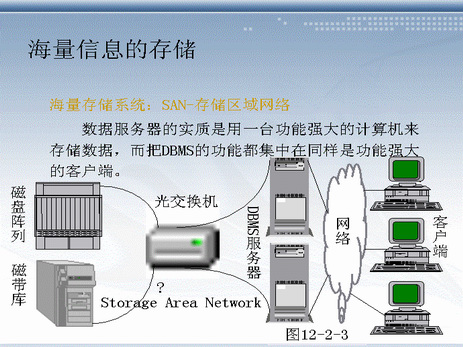 海量信息的存储
海量存储系统：SAN-存储区域网络
数据服务器的实质是用一台功能强大的计算机来
存储数据，而把DBMS的功能都集中在同样是功能强大
的客户端。
磁盘阵列
光交换机
DBMS服务器
网络
客户端
磁带库
?
Storage Area Network
图12-2-3